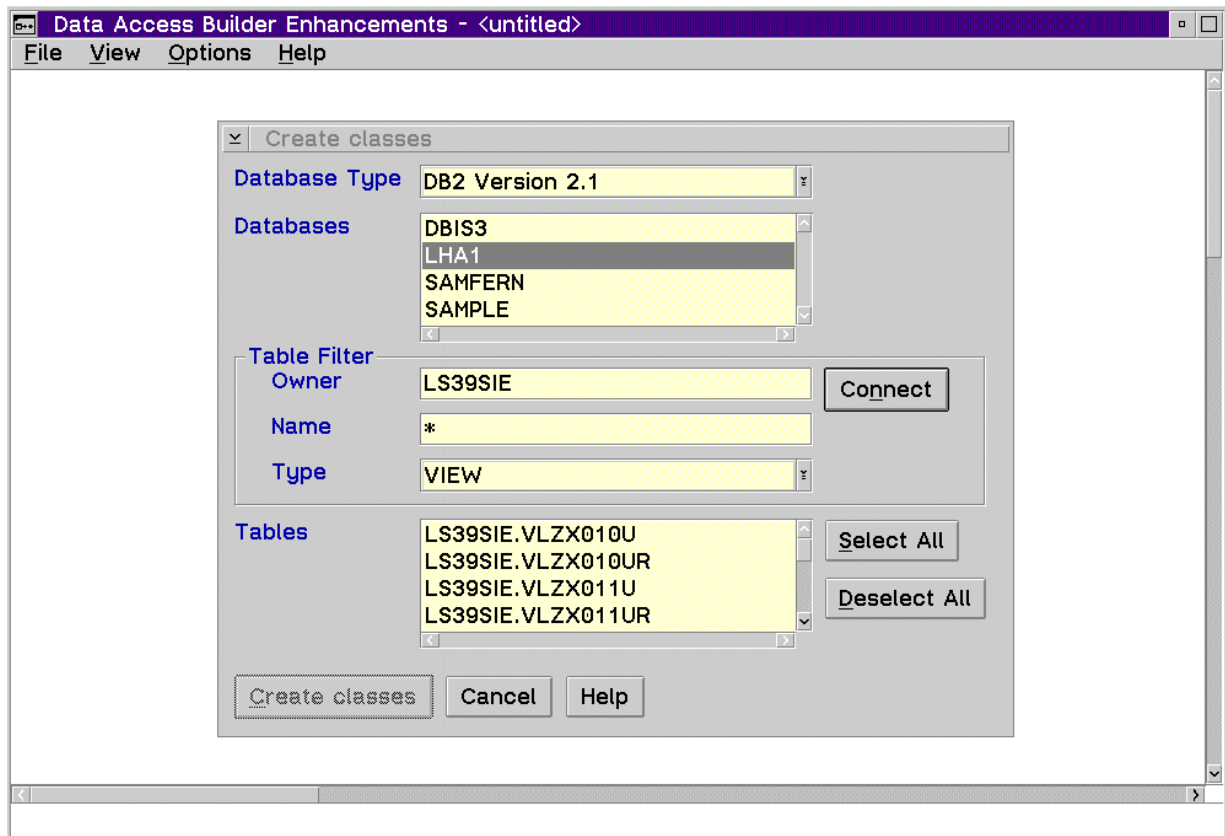 Data Access Builder Enhancements - <untitled>
File View Options Help
Create classes
Database Type DB2 Version 2.1
Databases
DBIS3
LHA1
SAMFERN
SAMPLE
Table Filter
Owner LS39SIE Connect
Name *
Type VIEW
Tables
LS39SIE.VLZX010U
LS39SIE.VLZX010UR
LS39SIE.VLZX011U
LS39SIE.VLZX011UR
Select All
Deselect All
Create classes Cancel Help